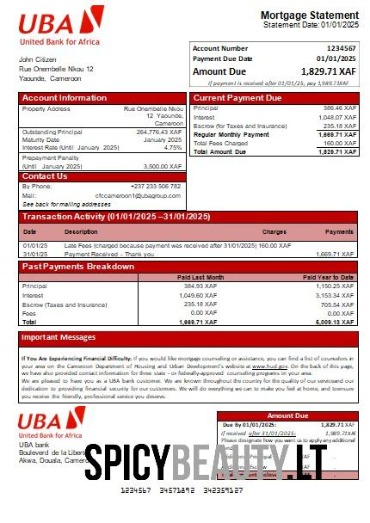 UBA
United Bank for Africa
Mortgage Statement
Statement Date: 01/01/2025
John Citizen
Rue Onembelle Nkou 12
Yaounde, Cameroon
Account Number 1234567
Payment Due Date 01/01/2025
Amount Due 1,829.71 XAF
If payment is received after 01/01/25, pay 1,989.71XAF.
Account Information
Property Address Rue Onembelle Nkou
12 Yaounde,
Cameroon
Outstanding Principal 264,776.43 XAF
Maturity Date January 2025
Interest Rate (Until January 2025) 4.75%
Prepayment Penalty
(Until January 2025) 3,500.00 XAF
Contact Us
By Phone: +237 233 506 782
Mail: cfccameroon1@ubagroup.com
See back for mailing addresses
Current Payment Due
Principal 386.46 XAF
Interest 1,048.07 XAF
Escrow (for Taxes and Insurance) 235.18 XAF
Regular Monthly Payment 1,669.71 XAF
Total Fees Charged 160.00 XAF
Total Amount Due 1,829.71 XAF
Transaction Activity (01/01/2025 –31/01/2025)
Date Description Charges Payments
01/01/25 Late Fees (charged because payment was received after 31/01/2025) 160.00 XAF
31/01/25 Payment Received – Thank you 1,669.71 XAF
Past Payments Breakdown
Paid Last Month Paid Year to Date
Principal 384.93 XAF 1,150.25 XAF
Interest 1,049.60 XAF 3,153.34 XAF
Escrow (Taxes and Insurance) 235.18 XAF 705.54 XAF
Fees 0.00 XAF 0.00 XAF
Total 1,669.71 XAF 5,009.13 XAF
Important Messages
If You Are Experiencing Financial Difficulty: If you would like mortgage counseling or assistance, you can find a list of counselors in
your area on the Cameroon Department of Housing and Urban Development's website at www.hud.gov. On the back of this page,
we have also provided contact information for three state - or federally-approved counseling programs in your area.
We are pleased to have you as a UBA bank customer. We are known throughout the country for the quality of our service and our
dedication to providing financial security for our customers. We will do everything we can to make you feel at home, and to ensure
you receive the friendly, professional service you deserve.
UBA
United Bank for Africa
UBA bank
Boulevard de la Libert
Akwa, Douala, Camer
Amount Due
Due By 01/01/2025: 1,829.71 XAF
If received after 31/01/2025: 1,989.71XAF
Please designate how you want us to apply any additional
SPICYBEAUTY.LT
1234567 34571892 342359127